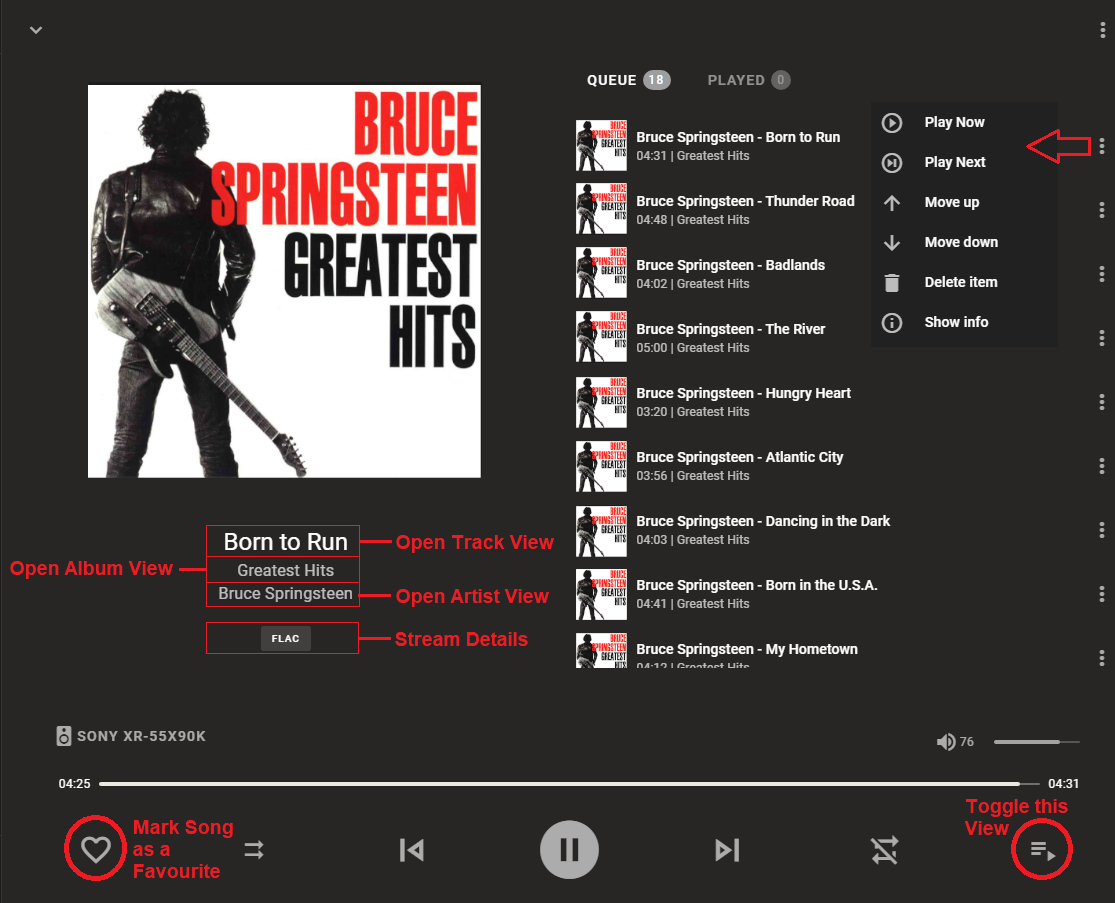 QUEUE 18 PLAYED 0
BRUCE
SPRINGSTEEN
GREATEST
HITS
Bruce Springsteen - Born to Run
04:31 | Greatest Hits
Bruce Springsteen - Thunder Road
04:48 | Greatest Hits
Bruce Springsteen - Badlands
04:02 | Greatest Hits
Bruce Springsteen - The River
05:00 | Greatest Hits
Bruce Springsteen - Hungry Heart
03:20 | Greatest Hits
Bruce Springsteen - Atlantic City
03:56 | Greatest Hits
Bruce Springsteen - Dancing in the Dark
04:03 | Greatest Hits
Bruce Springsteen - Born in the U.S.A.
04:41 | Greatest Hits
Bruce Springsteen - My Hometown
04:12 | Greatest Hits
Play Now
Play Next
Move up
Move down
Delete item
Show info
Born to Run
Open Track View
Open Album View
Greatest Hits
Bruce Springsteen
Open Artist View
FLAC
Stream Details
SONY XR-55X90K
76
04:25
04:31
Mark Song
as a
Favourite
Toggle this
View